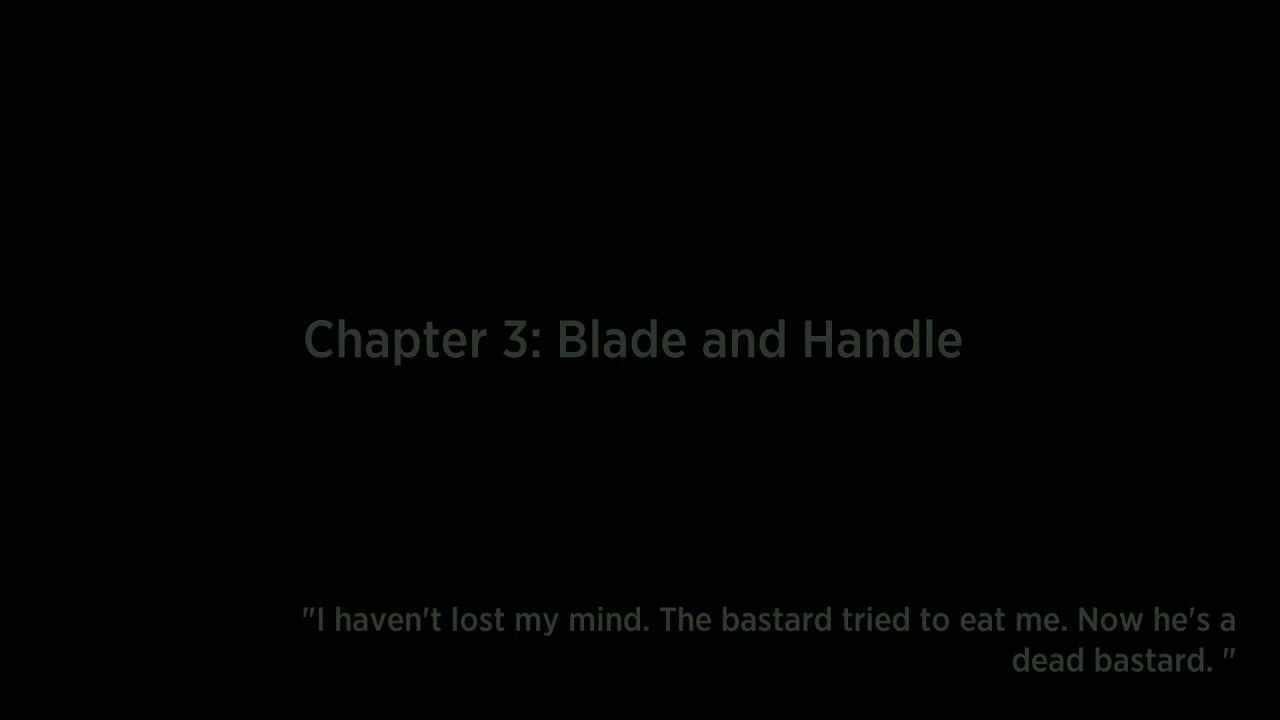 Chapter 3: Blade and Handle
"I haven't lost my mind. The bastard tried to eat me. Now he's a
dead bastard. "